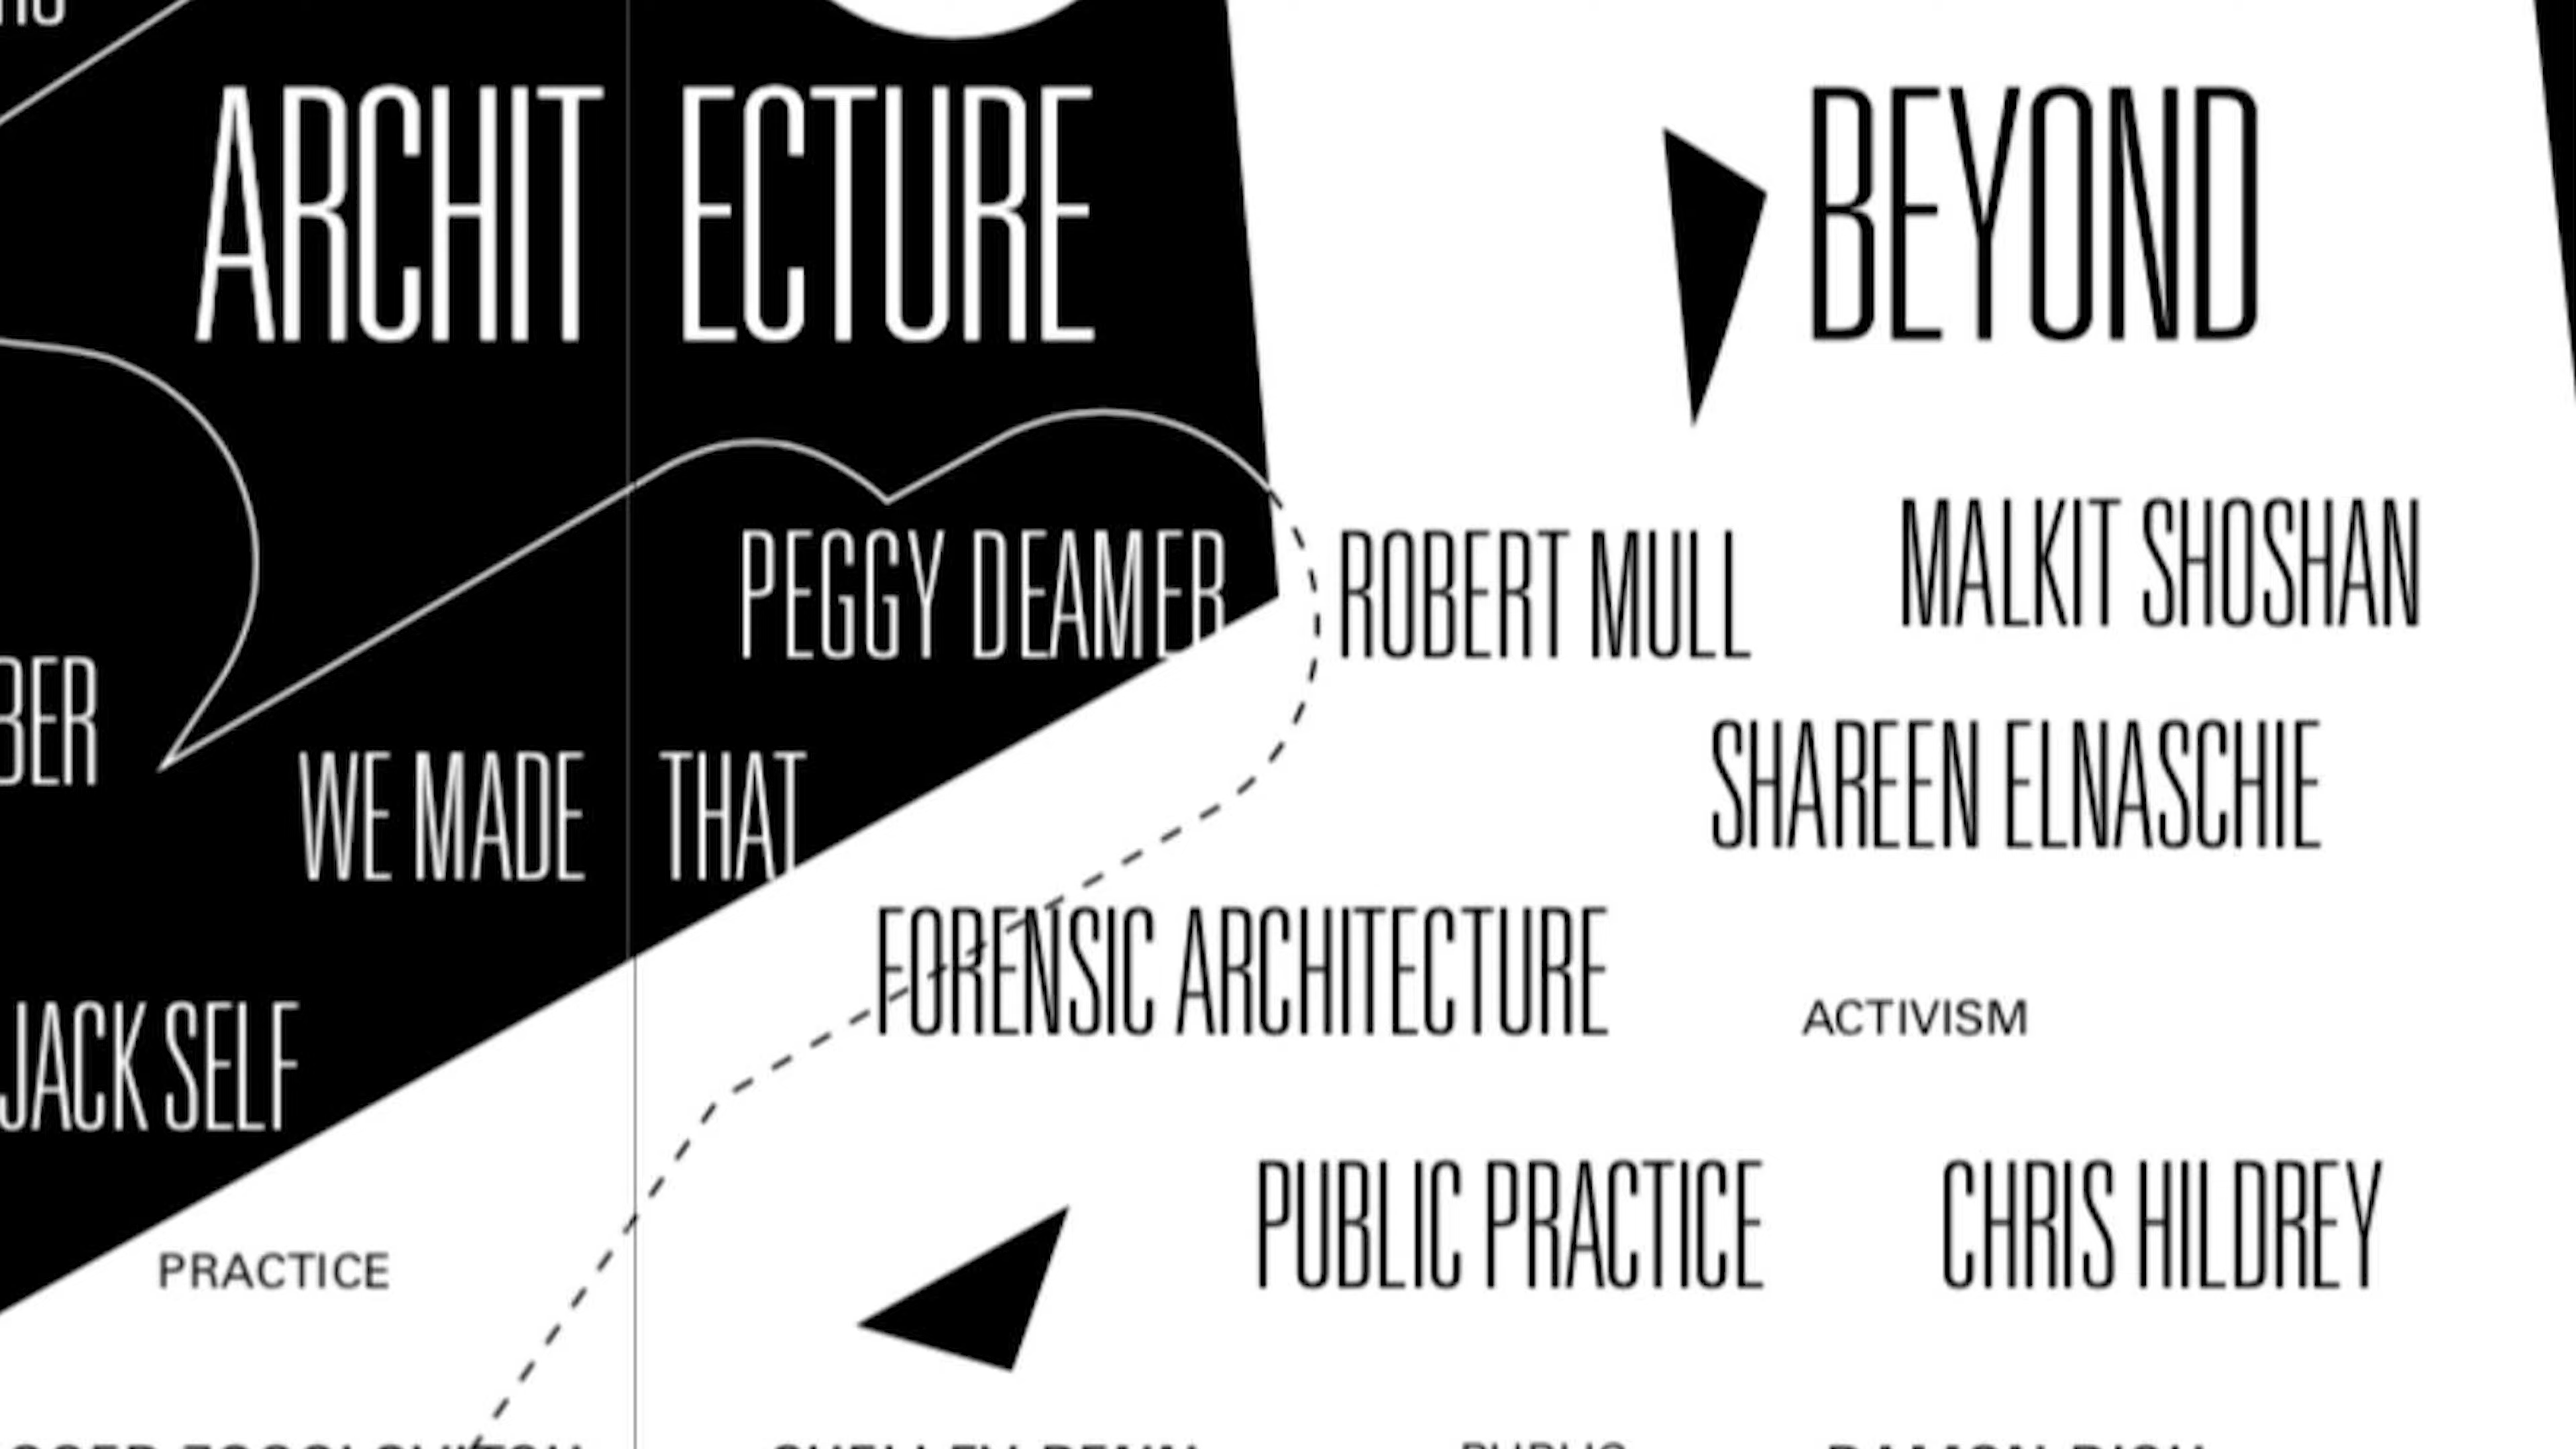 ARCHIT ECTURE
BEYOND
MALKIT SHOSHAN
PEGGY DEAMER
ROBERT MULL
SHAREEN ELNASCHIE
BER
WE MADE THAT
FORENSIC ARCHITECTURE
ACTIVISM
JACK SELF
PUBLIC PRACTICE
CHRIS HILDREY
PRACTICE